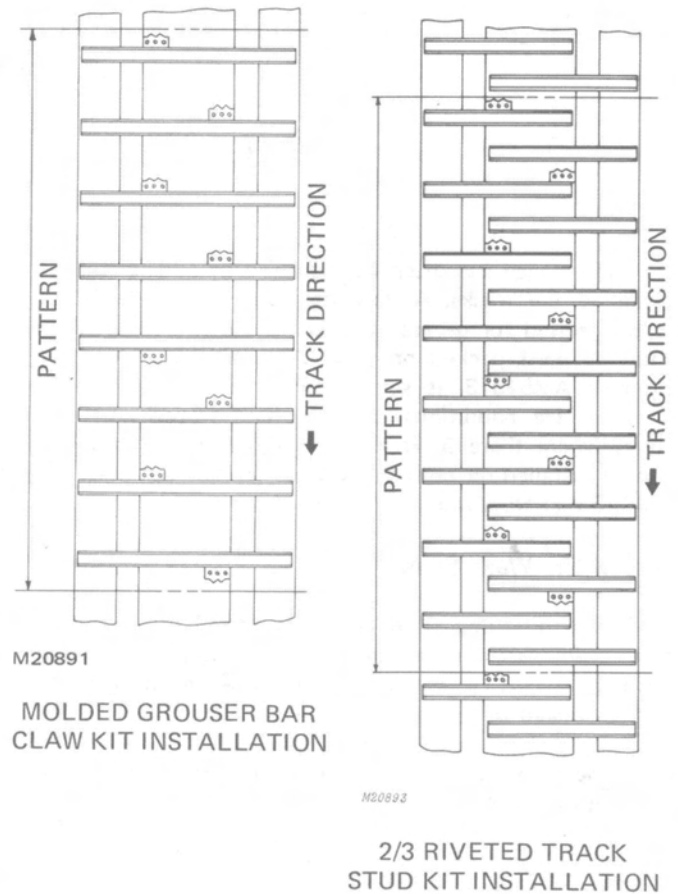 PATTERN
TRACK DIRECTION
M20891
MOLDED GROUSER BAR
CLAW KIT INSTALLATION
PATTERN
TRACK DIRECTION
M20893
2/3 RIVETED TRACK
STUD KIT INSTALLATION